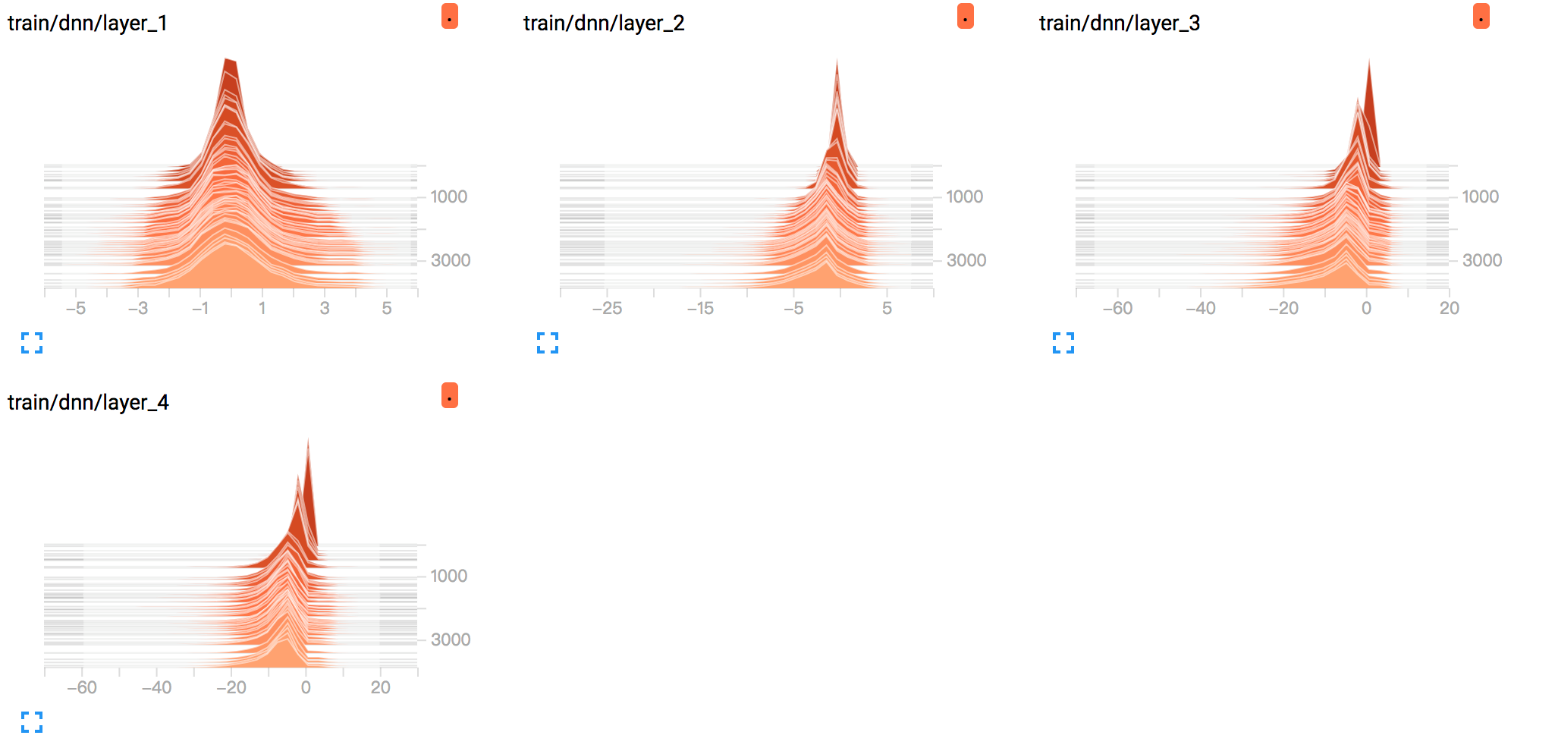 train/dnn/layer_1 .
1000
3000
−5 −3 −1 1 3 5
train/dnn/layer_2 .
1000
3000
−25 −15 −5 5
train/dnn/layer_3 .
1000
3000
−60 −40 −20 0 20
train/dnn/layer_4 .
1000
3000
−60 −40 −20 0 20